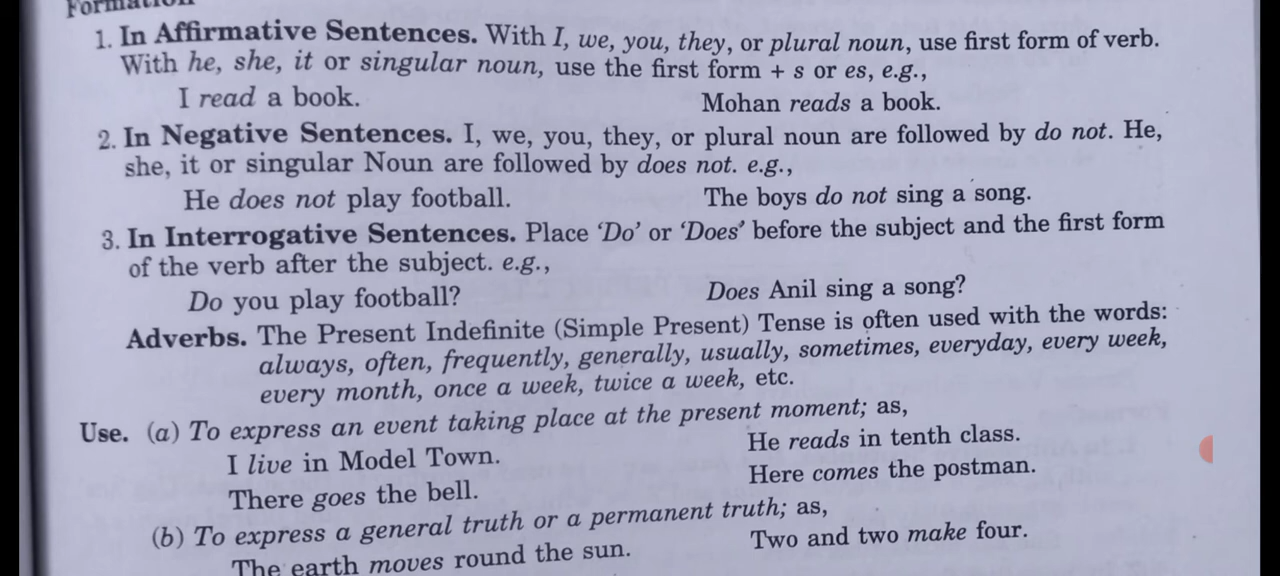 Formation
1. In Affirmative Sentences. With I, we, you, they, or plural noun, use first form of verb.
With he, she, it or singular noun, use the first form + s or es, e.g.,
I read a book. Mohan reads a book.
2. In Negative Sentences. I, we, you, they, or plural noun are followed by do not. He,
she, it or singular Noun are followed by does not. e.g.,
He does not play football. The boys do not sing a song.
3. In Interrogative Sentences. Place ‘Do’ or ‘Does’ before the subject and the first form
of the verb after the subject. e.g.,
Do you play football? Does Anil sing a song?
Adverbs. The Present Indefinite (Simple Present) Tense is often used with the words:
always, often, frequently, generally, usually, sometimes, everyday, every week,
every month, once a week, twice a week, etc.
Use. (a) To express an event taking place at the present moment; as,
I live in Model Town. He reads in tenth class.
There goes the bell. Here comes the postman.
(b) To express a general truth or a permanent truth; as,
The earth moves round the sun. Two and two make four.